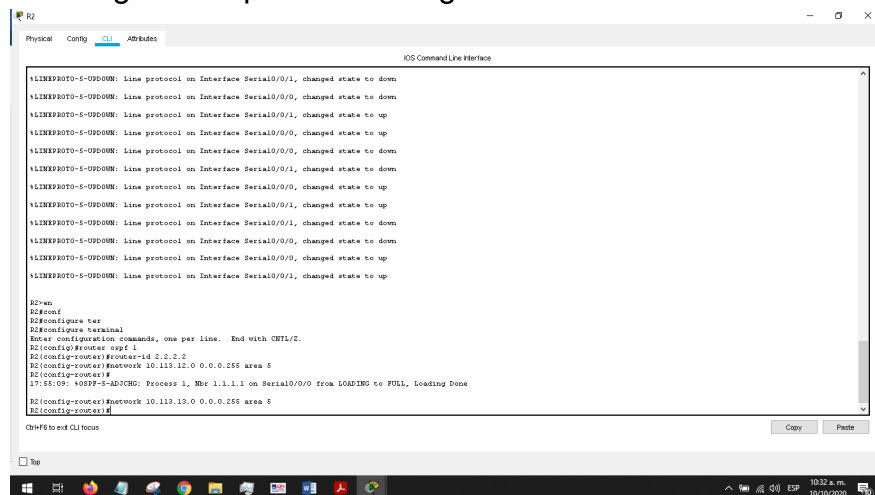 R2
Physical Config CLI Attributes
IOS Command Line Interface
%LINEPROTO-5-UPDOWN: Line protocol on Interface Serial0/0/1, changed state to down
%LINEPROTO-5-UPDOWN: Line protocol on Interface Serial0/0/0, changed state to down
%LINEPROTO-5-UPDOWN: Line protocol on Interface Serial0/0/1, changed state to up
%LINEPROTO-5-UPDOWN: Line protocol on Interface Serial0/0/0, changed state to up
%LINEPROTO-5-UPDOWN: Line protocol on Interface Serial0/0/0, changed state to down
%LINEPROTO-5-UPDOWN: Line protocol on Interface Serial0/0/1, changed state to down
%LINEPROTO-5-UPDOWN: Line protocol on Interface Serial0/0/0, changed state to up
%LINEPROTO-5-UPDOWN: Line protocol on Interface Serial0/0/1, changed state to up
%LINEPROTO-5-UPDOWN: Line protocol on Interface Serial0/0/1, changed state to down
%LINEPROTO-5-UPDOWN: Line protocol on Interface Serial0/0/0, changed state to down
%LINEPROTO-5-UPDOWN: Line protocol on Interface Serial0/0/0, changed state to up
%LINEPROTO-5-UPDOWN: Line protocol on Interface Serial0/0/1, changed state to up
R2>en
R2#conf
R2#configure ter
R2#configure terminal
Enter configuration commands, one per line. End with CNTL/Z.
R2(config)#router ospf 1
R2(config-router)#router-id 2.2.2.2
R2(config-router)#network 10.113.12.0 0.0.0.255 area 5
R2(config-router)#
17:55:09: %OSPF-5-ADJCHG: Process 1, Nbr 1.1.1.1 on Serial0/0/0 from LOADING to FULL, Loading Done
R2(config-router)#network 10.113.13.0 0.0.0.255 area 5
R2(config-router)#
Ctrl+F6 to exit CLI focus
Copy Paste
Top
ESP
10:32 a. m.
10/10/2020